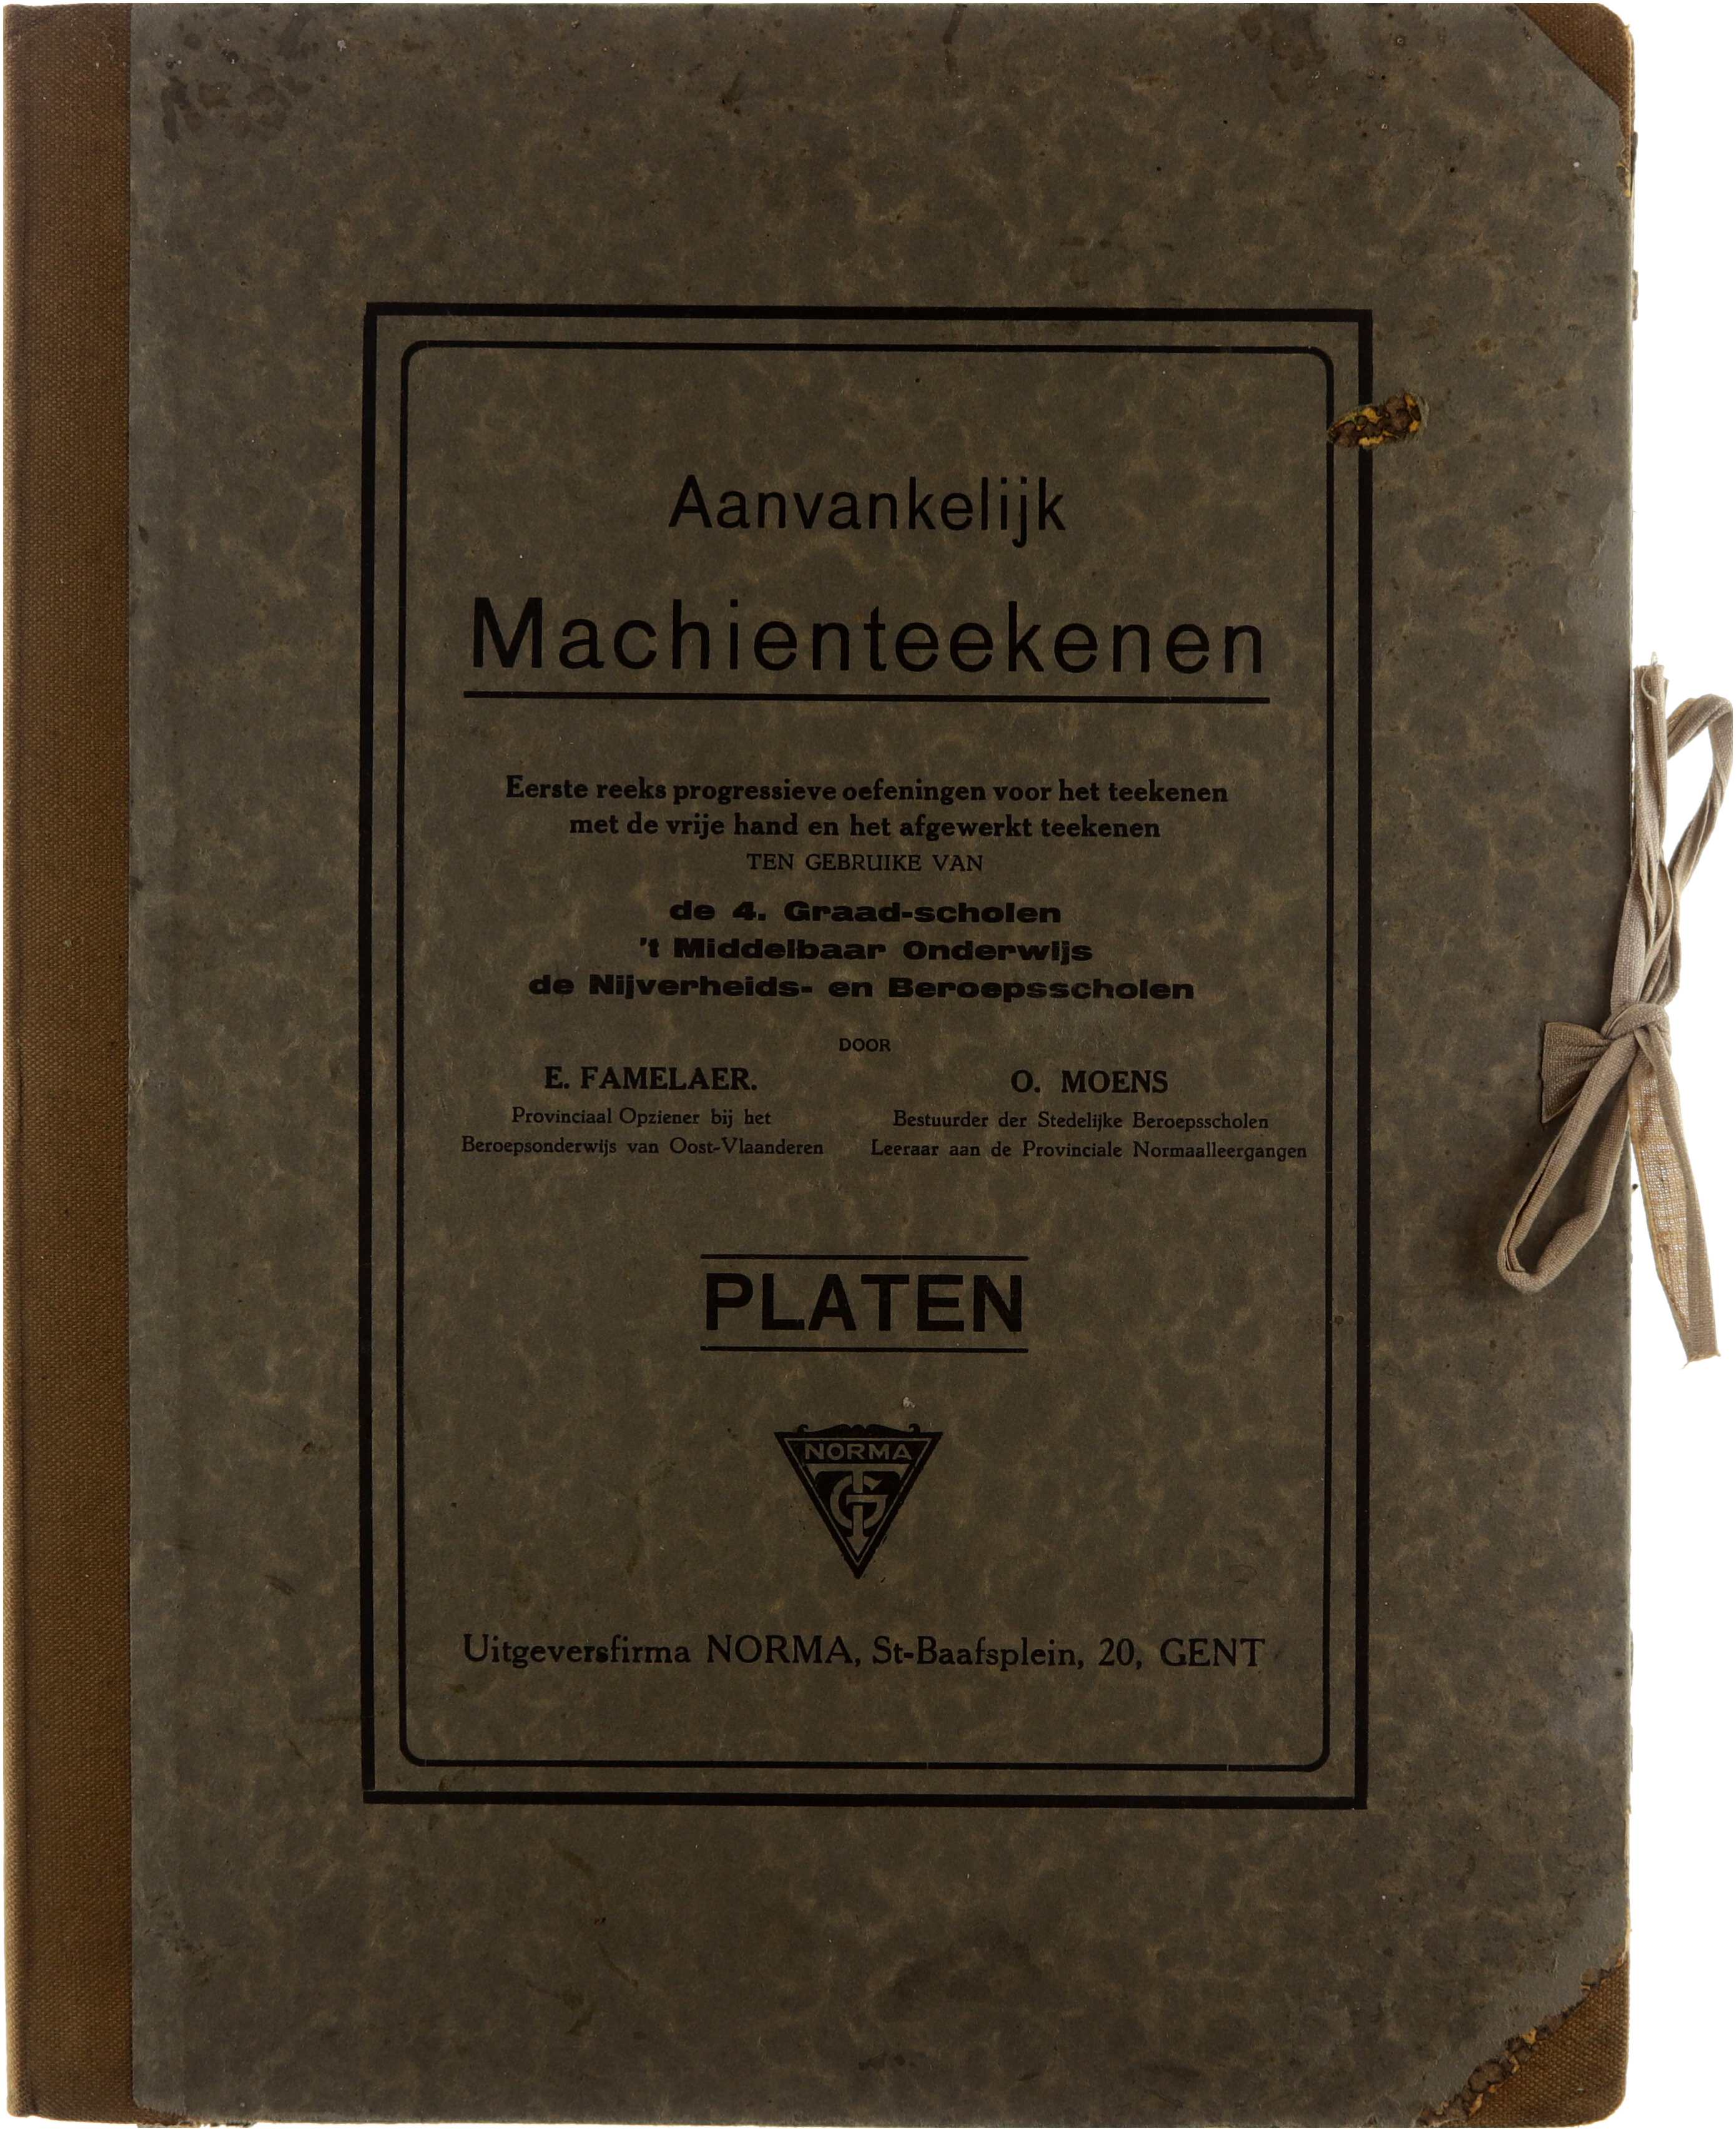 Aanvankelijk
Machienteekenen
Eerste reeks progressieve oefeningen voor het teekenen
met de vrije hand en het afgewerkt teekenen
TEN GEBRUIKE VAN
de 4. Graad-scholen
't Middelbaar Onderwijs
de Nijverheids- en Beroepsscholen
DOOR
E. FAMELAER.
Provinciaal Opziener bij het
Beroepsonderwijs van Oost-Vlaanderen
O. MOENS
Bestuurder der Stedelijke Beroepsscholen
Leeraar aan de Provinciale Normaalleergangen
PLATEN
NORMA
Uitgeversfirma NORMA, St-Baafsplein, 20, GENT